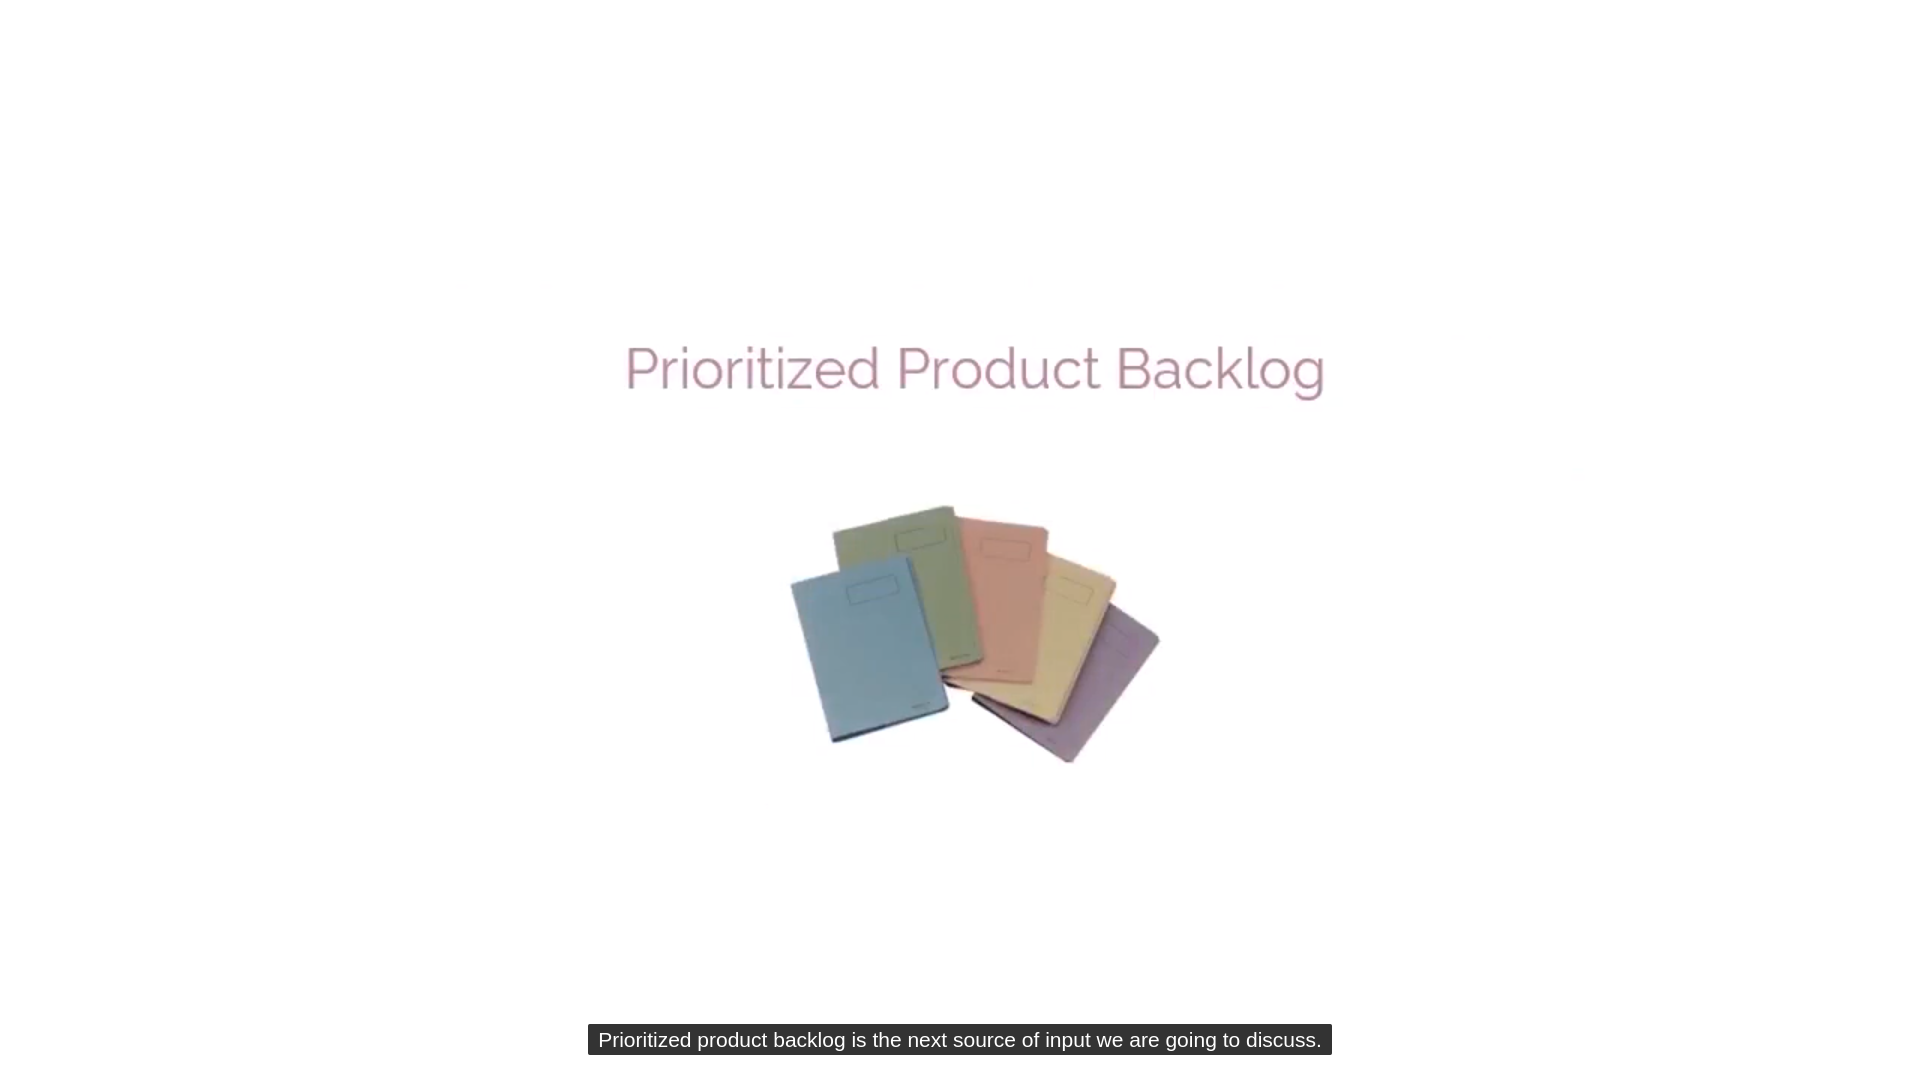 Prioritized Product Backlog
Prioritized product backlog is the next source of input we are going to discuss.